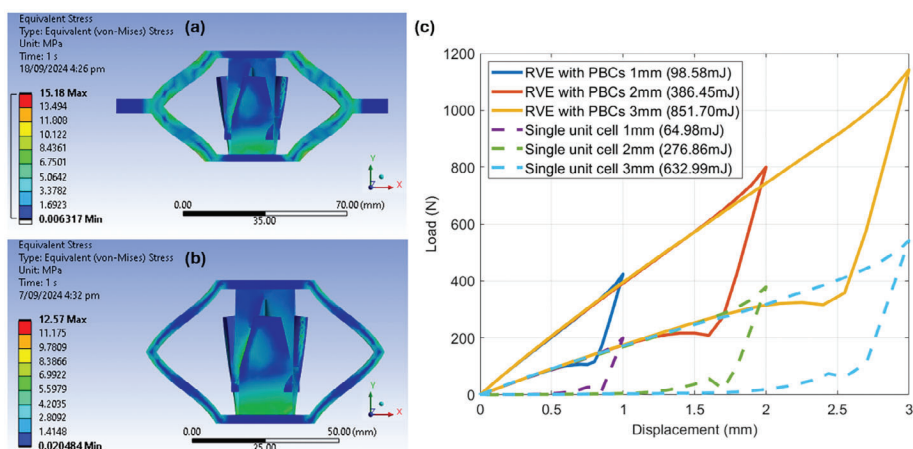 Equivalent Stress
Type: Equivalent (von-Mises) Stress
Unit: MPa
Time: 1 s
10/09/2024 4:26 pm
(a)
15.18 Max
13.494
11.808
10.122
8.4361
6.7501
5.0642
3.3782
1.6923
0.006317 Min
Y
Z
X
0.00
70.00 (mm)
35.00
Equivalent Stress
Type: Equivalent (von-Mises) Stress
Unit: MPa
Time: 1 s
7/09/2024 4:32 pm
(b)
12.57 Max
11.175
9.7809
8.3866
6.9922
5.5979
4.2035
2.8092
1.4148
0.020484 Min
Y
Z
X
0.00
50.00 (mm)
25.00
(c)
1200
1000
800
600
400
200
0
Load (N)
RVE with PBCs 1mm (98.58mJ)
RVE with PBCs 2mm (386.45mJ)
RVE with PBCs 3mm (851.70mJ)
Single unit cell 1mm (64.98mJ)
Single unit cell 2mm (276.86mJ)
Single unit cell 3mm (632.99mJ)
0 0.5 1 1.5 2 2.5 3
Displacement (mm)